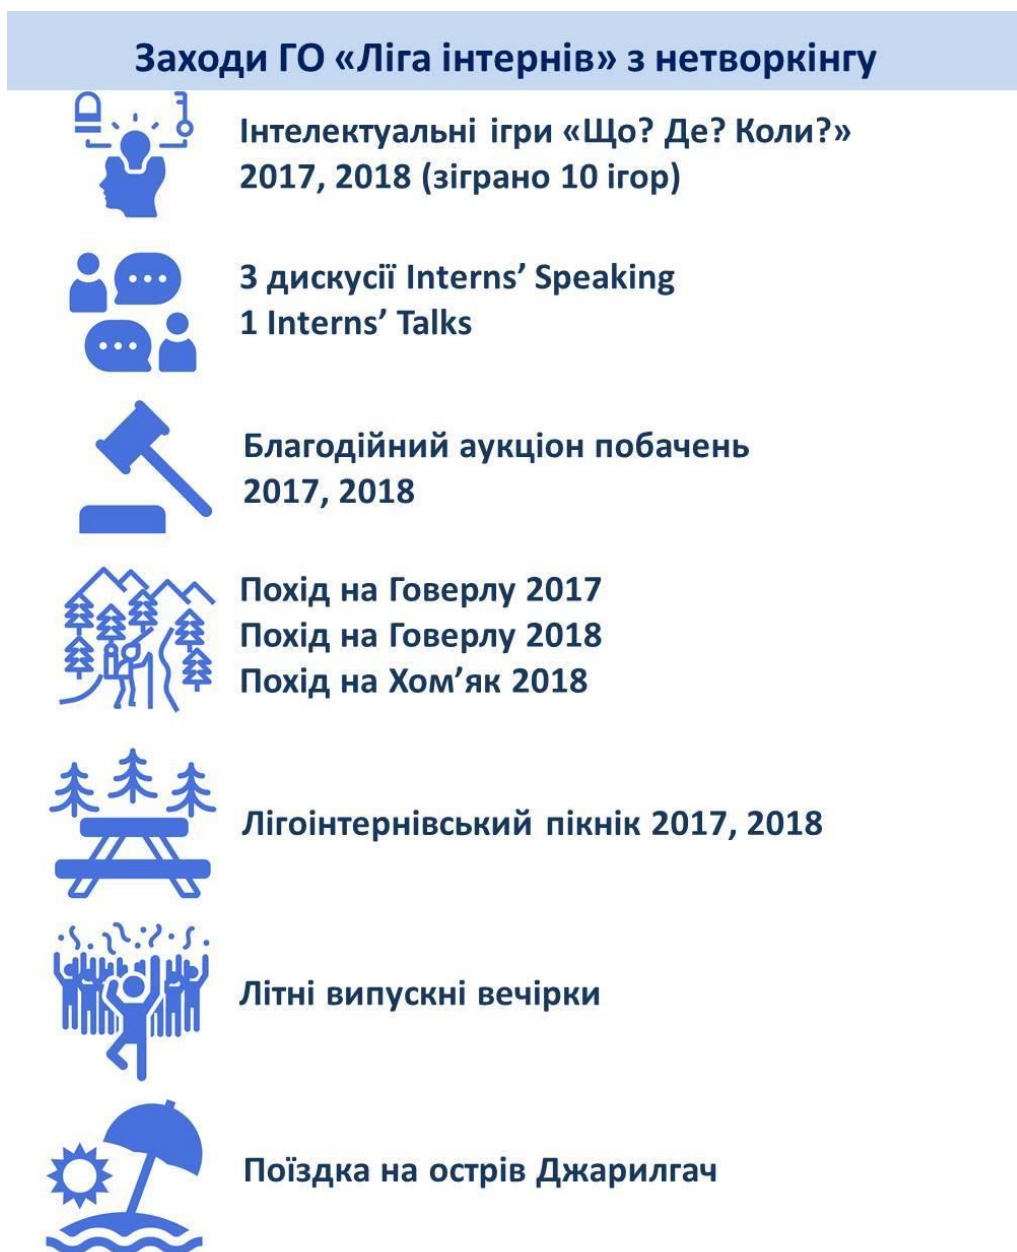 Заходи ГО «Ліга інтернів» з нетворкінгу
Інтелектуальні ігри «Що? Де? Коли?»
2017, 2018 (зіграно 10 ігор)
3 дискусії Interns’ Speaking
1 Interns’ Talks
Благодійний аукціон побачень
2017, 2018
Похід на Говерлу 2017
Похід на Говерлу 2018
Похід на Хом’як 2018
Лігоінтернівський пікнік 2017, 2018
Літні випускні вечірки
Поїздка на острів Джарилгач